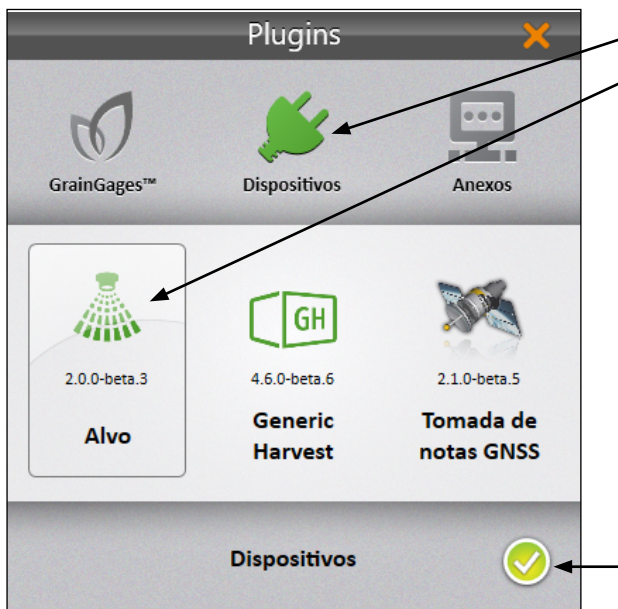 Plugins
GrainGages™
Dispositivos
Anexos
GH
2.0.0-beta.3
4.6.0-beta.6
2.1.0-beta.5
Alvo
Generic
Harvest
Tomada de
notas GNSS
Dispositivos